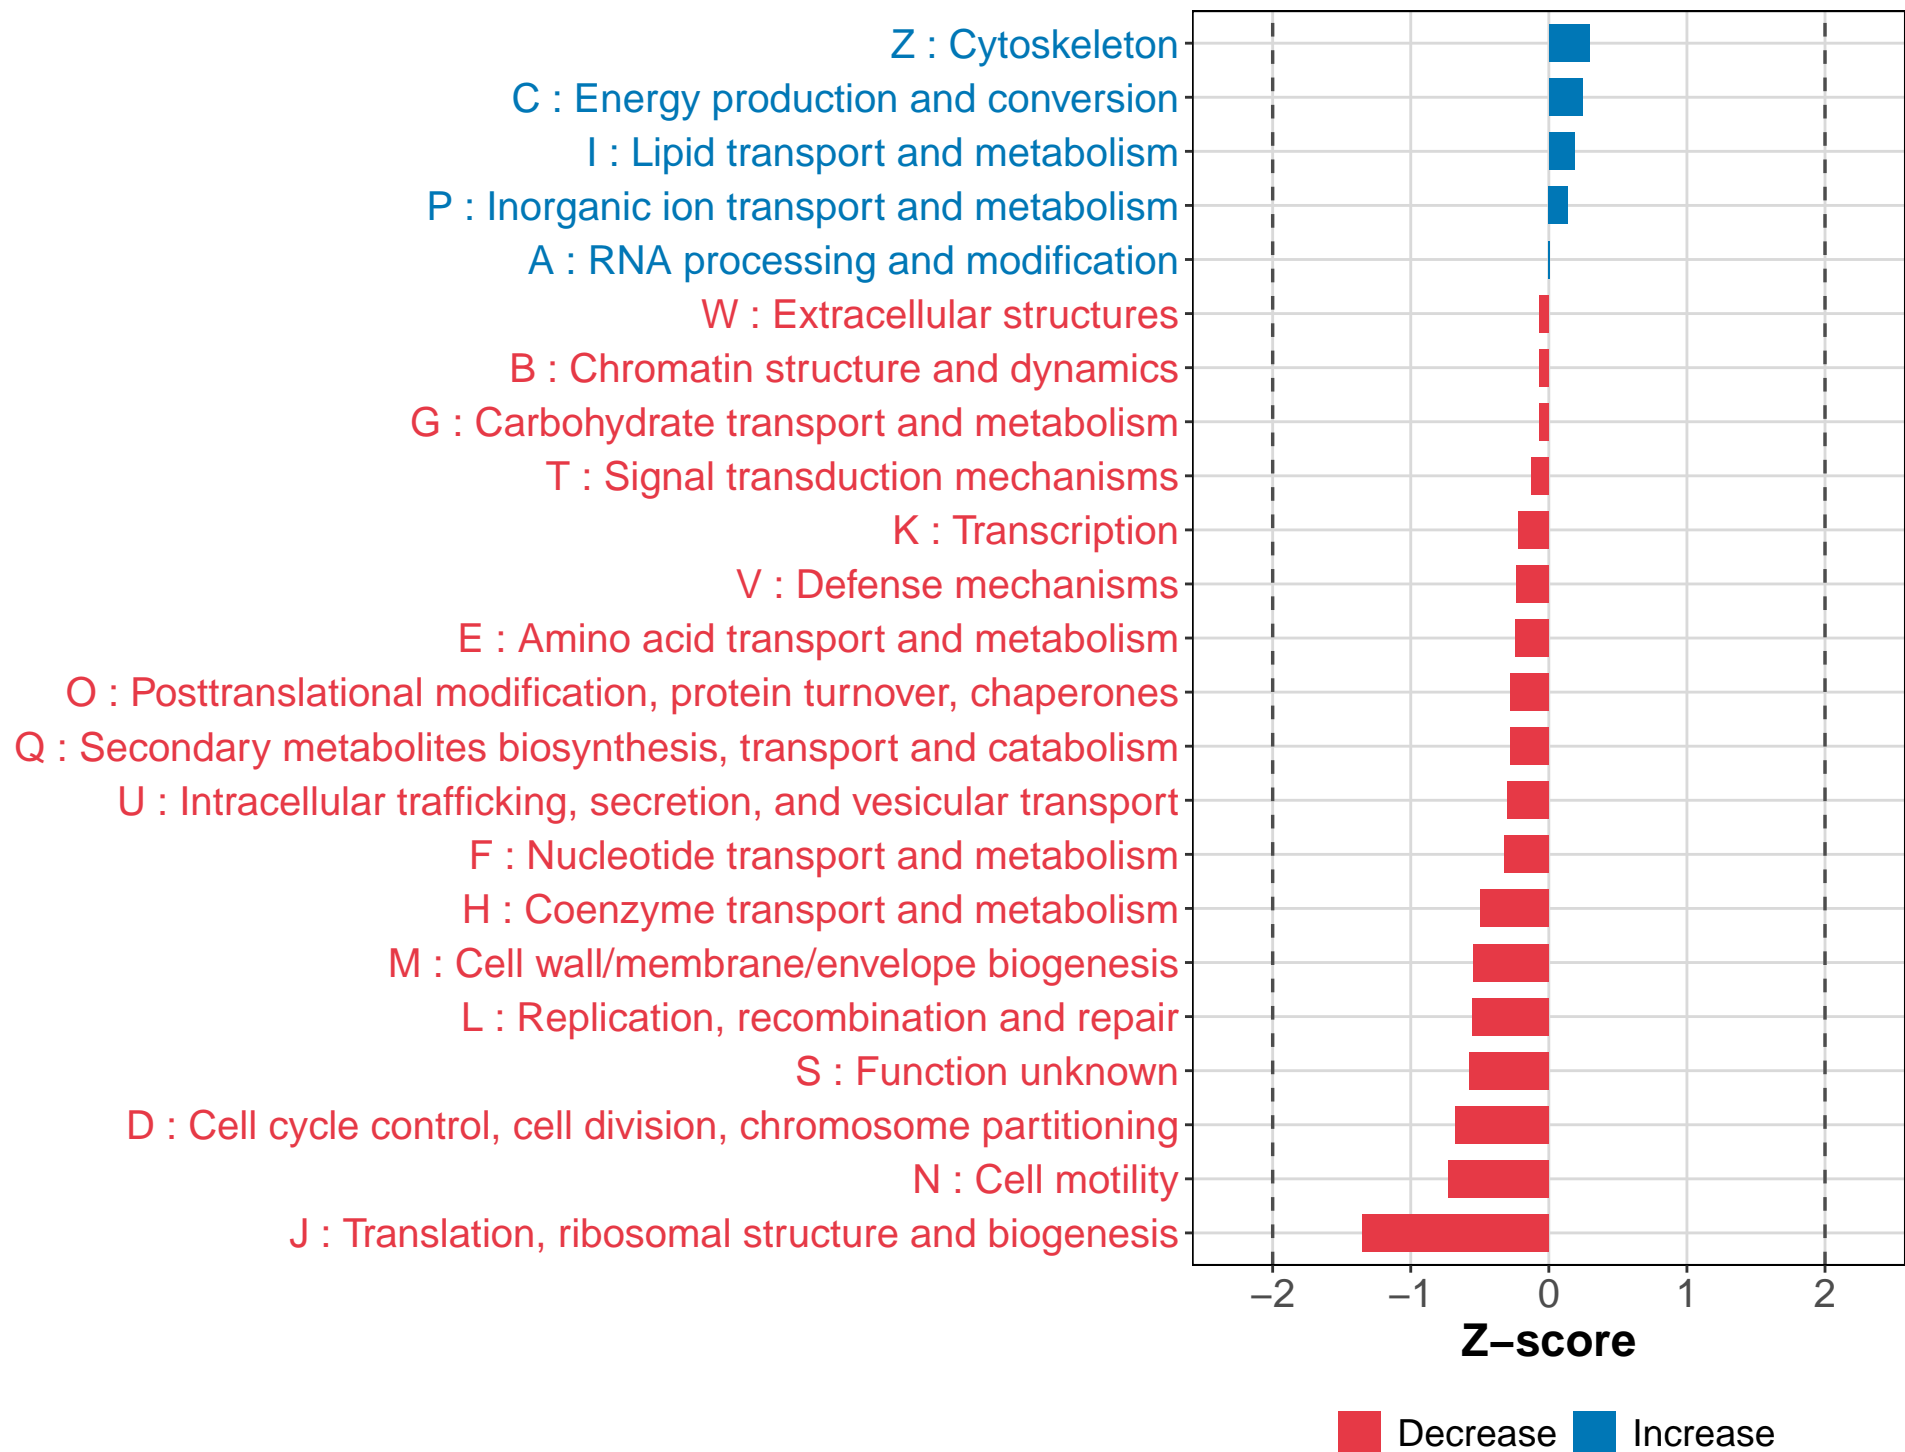 Z : Cytoskeleton
C : Energy production and conversion
I : Lipid transport and metabolism
P : Inorganic ion transport and metabolism
A : RNA processing and modification
W : Extracellular structures
B : Chromatin structure and dynamics
G : Carbohydrate transport and metabolism
T : Signal transduction mechanisms
K : Transcription
V : Defense mechanisms
E : Amino acid transport and metabolism
O : Posttranslational modification, protein turnover, chaperones
Q : Secondary metabolites biosynthesis, transport and catabolism
U : Intracellular trafficking, secretion, and vesicular transport
F : Nucleotide transport and metabolism
H : Coenzyme transport and metabolism
M : Cell wall/membrane/envelope biogenesis
L : Replication, recombination and repair
S : Function unknown
D : Cell cycle control, cell division, chromosome partitioning
N : Cell motility
J : Translation, ribosomal structure and biogenesis
−2 −1 0 1 2
Z−score
Decrease Increase